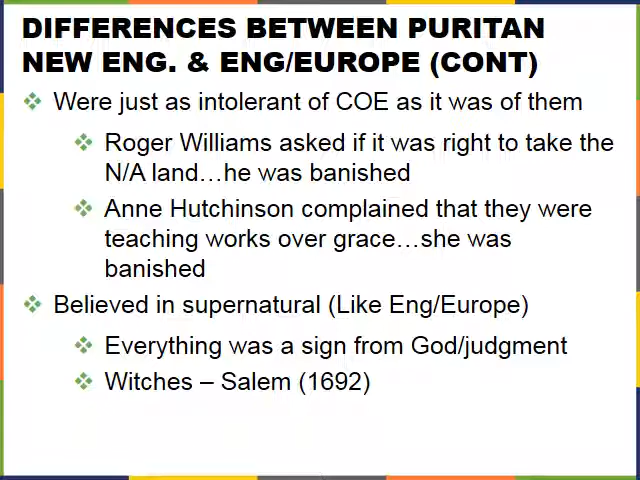 DIFFERENCES BETWEEN PURITAN
NEW ENG. & ENG/EUROPE (CONT)
Were just as intolerant of COE as it was of them
Roger Williams asked if it was right to take the
N/A land…he was banished
Anne Hutchinson complained that they were
teaching works over grace…she was
banished
Believed in supernatural (Like Eng/Europe)
Everything was a sign from God/judgment
Witches – Salem (1692)